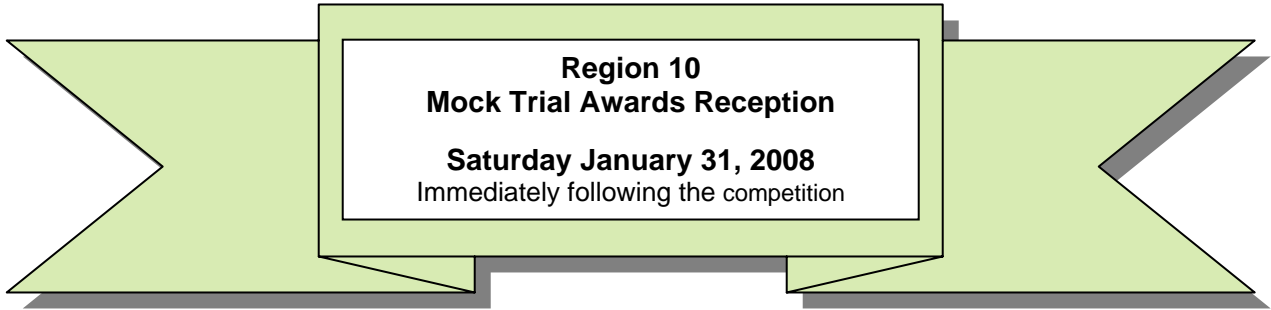 Region 10
Mock Trial Awards Reception
Saturday January 31, 2008
Immediately following the competition